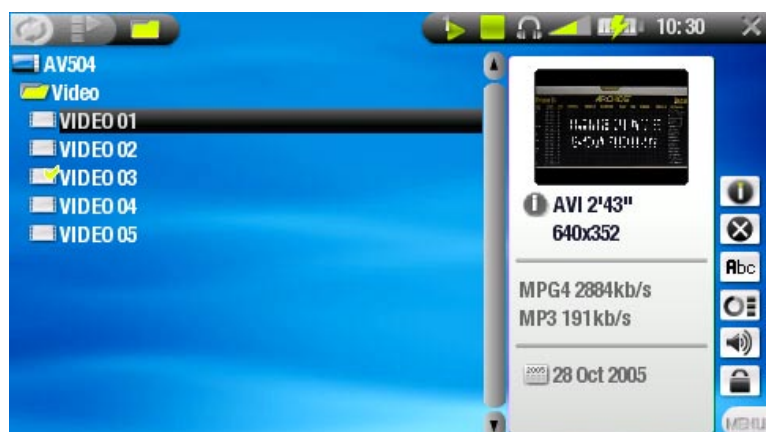 10:30
AV504
Video
VIDEO 01
VIDEO 02
VIDEO 03
VIDEO 04
VIDEO 05
AVI 2'43"
640x352
MPG4 2884kb/s
MP3 191kb/s
2005 28 Oct 2005
Abc
MENU